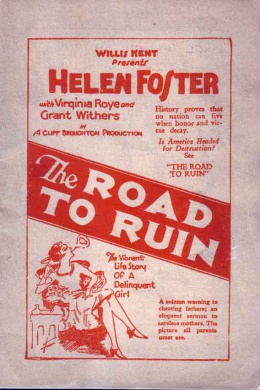 WILLIS KENT
Presents
HELEN FOSTER
with Virginia Roye and
Grant Withers
in
A CLIFF BROUGHTON PRODUCTION
History proves that
no nation can live
when honor and vir-
tue decay.
Is America Headed
for Destruction?
See
"THE ROAD
TO RUIN"
The ROAD
TO RUIN
The Vibrant
Life Story
OF A
Delinquent
Girl
A solemn warning to
cheating fathers; an
eloquent sermon to
careless mothers. The
picture all parents
must see.